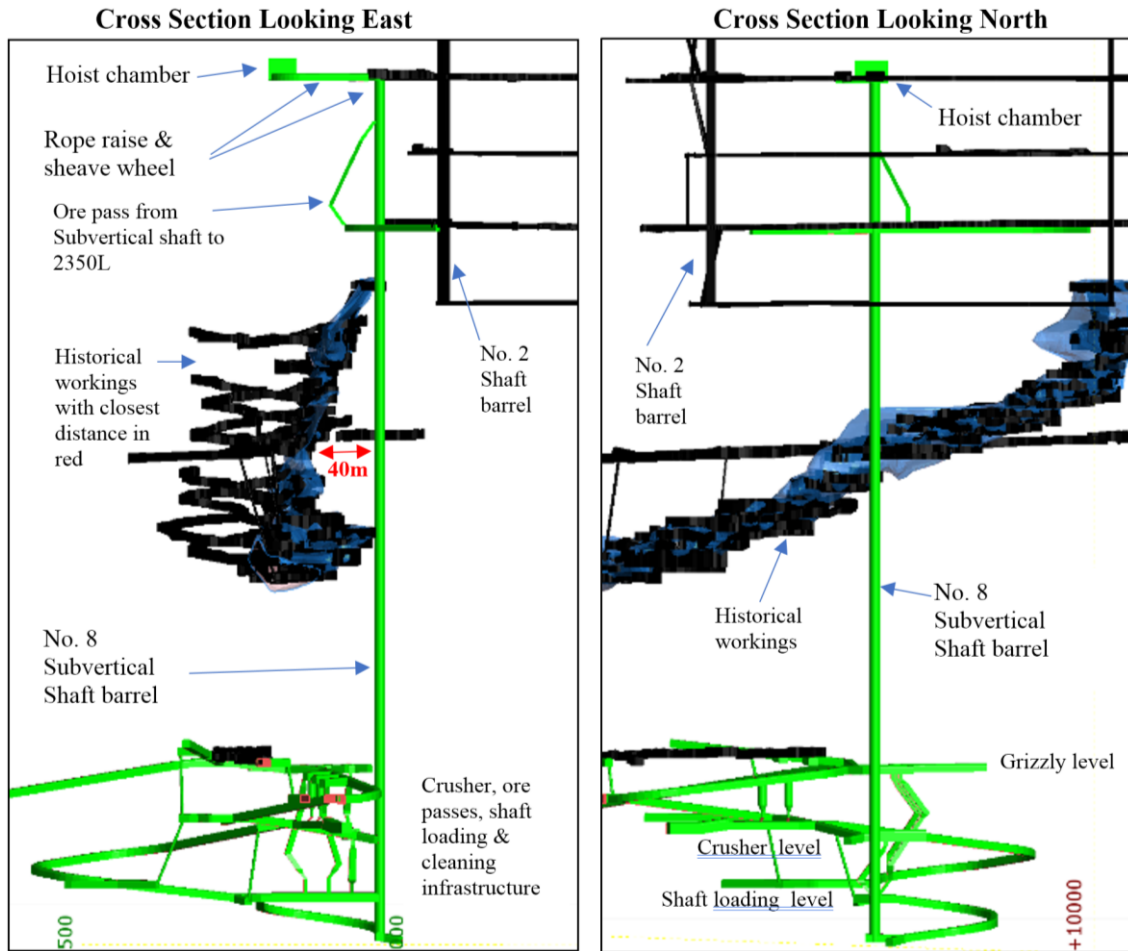 Cross Section Looking East
Hoist chamber
Rope raise &
sheave wheel
Ore pass from
Subvertical shaft to
2350L
Historical
workings
with closest
distance in
red
40m
No. 2
Shaft
barrel
No. 8
Subvertical
Shaft barrel
Crusher, ore
passes, shaft
loading &
cleaning
infrastructure
500
Cross Section Looking North
Hoist chamber
No. 2
Shaft
barrel
Historical
workings
No. 8
Subvertical
Shaft barrel
Grizzly level
Crusher level
Shaft loading level
+10000